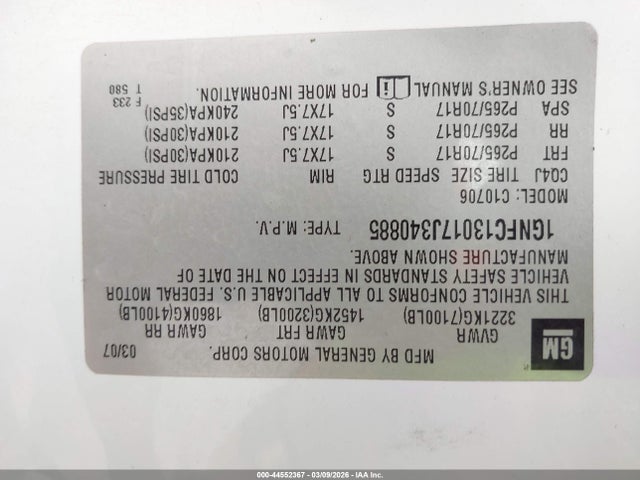 GM
MFD BY GENERAL MOTORS CORP. 03/07
GVWR GAWR FRT GAWR RR
3221KG(7100LB) 1452KG(3200LB) 1860KG(4100LB)
THIS VEHICLE CONFORMS TO ALL APPLICABLE U.S. FEDERAL MOTOR
VEHICLE SAFETY STANDARDS IN EFFECT ON THE DATE OF
MANUFACTURE SHOWN ABOVE.
1GNFC13017J340885 TYPE: M.P.V.
MODEL: C10706
CQ4J TIRE SIZE SPEED RTG RIM COLD TIRE PRESSURE
FRT P265/70R17 S 17X7.5J 210KPA(30PSI)
RR P265/70R17 S 17X7.5J 210KPA(30PSI)
SPA P265/70R17 S 17X7.5J 240KPA(35PSI)
SEE OWNER'S MANUAL i FOR MORE INFORMATION.
F 233
T 580
000-44552367 - 03/09/2026 - IAA Inc.